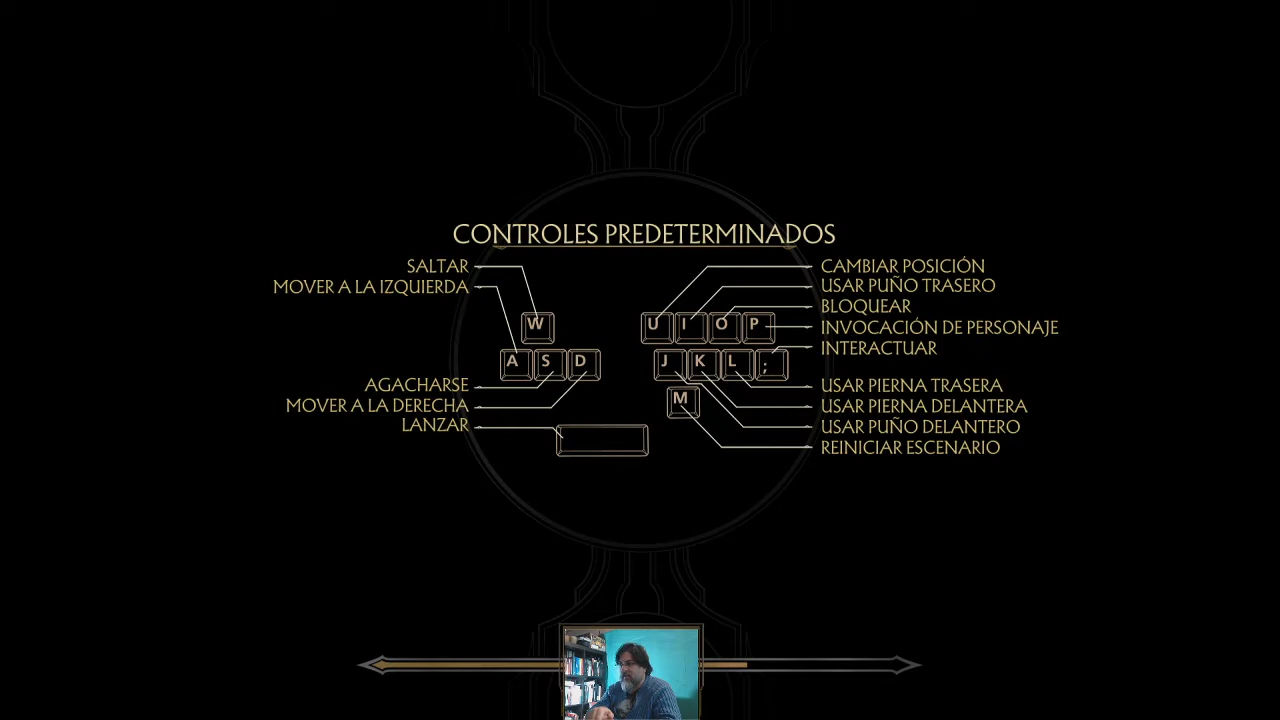 CONTROLES PREDETERMINADOS
SALTAR
MOVER A LA IZQUIERDA
W
A
S
D
AGACHARSE
MOVER A LA DERECHA
LANZAR
U
I
O
P
J
K
L
;
M
CAMBIAR POSICIÓN
USAR PUÑO TRASERO
BLOQUEAR
INVOCACIÓN DE PERSONAJE
INTERACTUAR
USAR PIERNA TRASERA
USAR PIERNA DELANTERA
USAR PUÑO DELANTERO
REINICIAR ESCENARIO